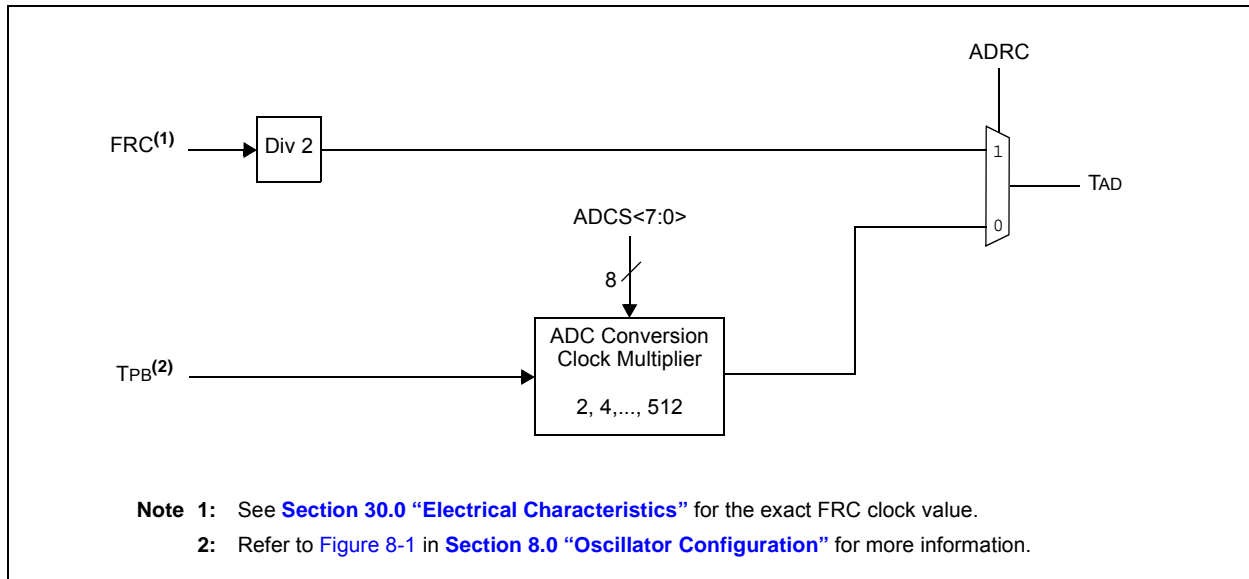 ADRC
FRC(1)
Div 2
1
TAD
ADCS<7:0>
0
8
ADC Conversion
Clock Multiplier
TPB(2)
2, 4,..., 512
Note 1: See Section 30.0 “Electrical Characteristics” for the exact FRC clock value.
2: Refer to Figure 8-1 in Section 8.0 “Oscillator Configuration” for more information.